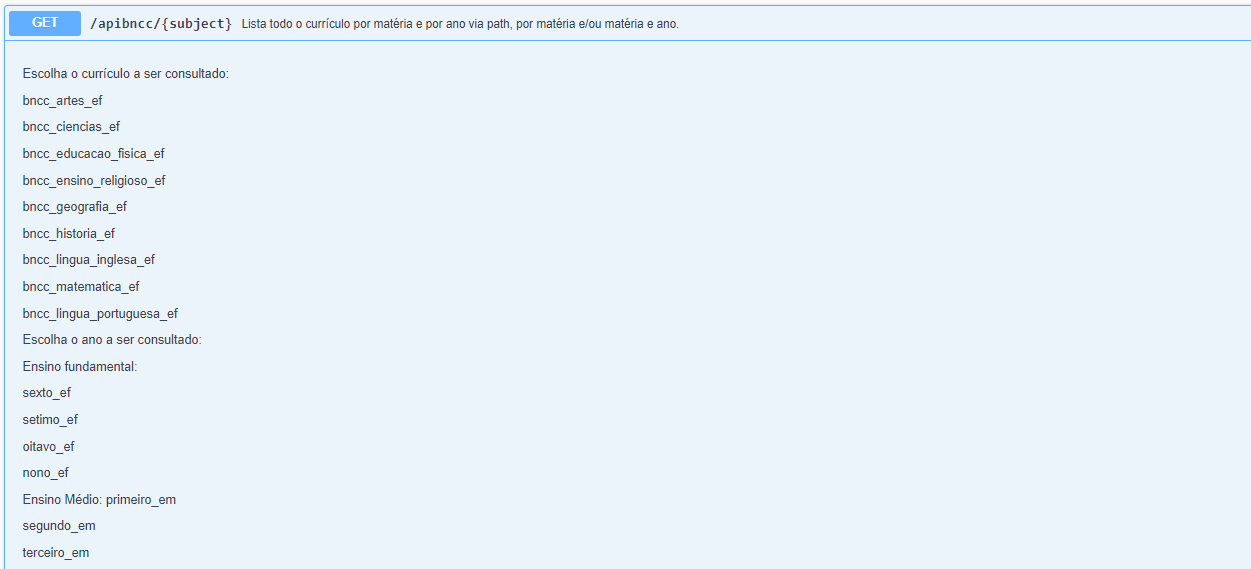 GET /apibncc/{subject} Lista todo o currículo por matéria e por ano via path, por matéria e/ou matéria e ano.
Escolha o currículo a ser consultado:
bncc_artes_ef
bncc_ciencias_ef
bncc_educacao_fisica_ef
bncc_ensino_religioso_ef
bncc_geografia_ef
bncc_historia_ef
bncc_lingua_inglesa_ef
bncc_matematica_ef
bncc_lingua_portuguesa_ef
Escolha o ano a ser consultado:
Ensino fundamental:
sexto_ef
setimo_ef
oitavo_ef
nono_ef
Ensino Médio: primeiro_em
segundo_em
terceiro_em